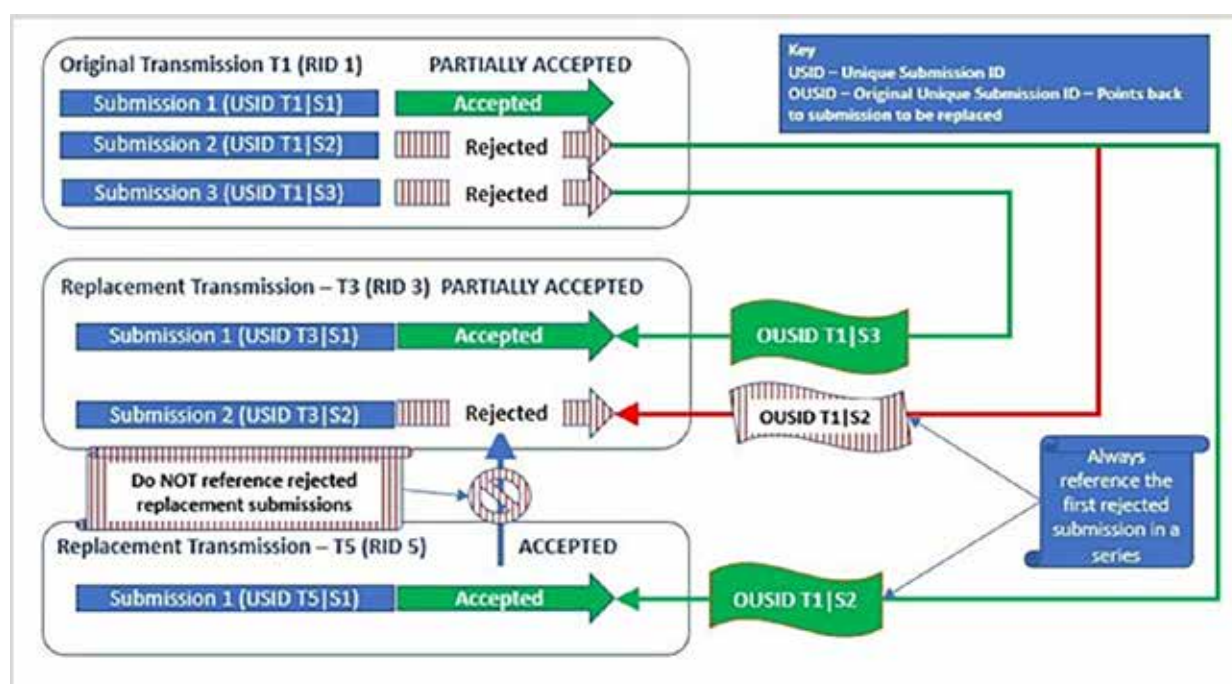 Original Transmission T1 (RID 1) PARTIALLY ACCEPTED
Submission 1 (USID T1|S1) Accepted
Submission 2 (USID T1|S2) Rejected
Submission 3 (USID T1|S3) Rejected
Key
USID – Unique Submission ID
OUSID – Original Unique Submission ID – Points back
to submission to be replaced
Replacement Transmission – T3 (RID 3) PARTIALLY ACCEPTED
Submission 1 (USID T3|S1) Accepted
OUSID T1|S3
Submission 2 (USID T3|S2) Rejected
OUSID T1|S2
Do NOT reference rejected
replacement submissions
Always
reference the
first rejected
submission in a
series
Replacement Transmission – T5 (RID 5) ACCEPTED
Submission 1 (USID T5|S1) Accepted
OUSID T1|S2